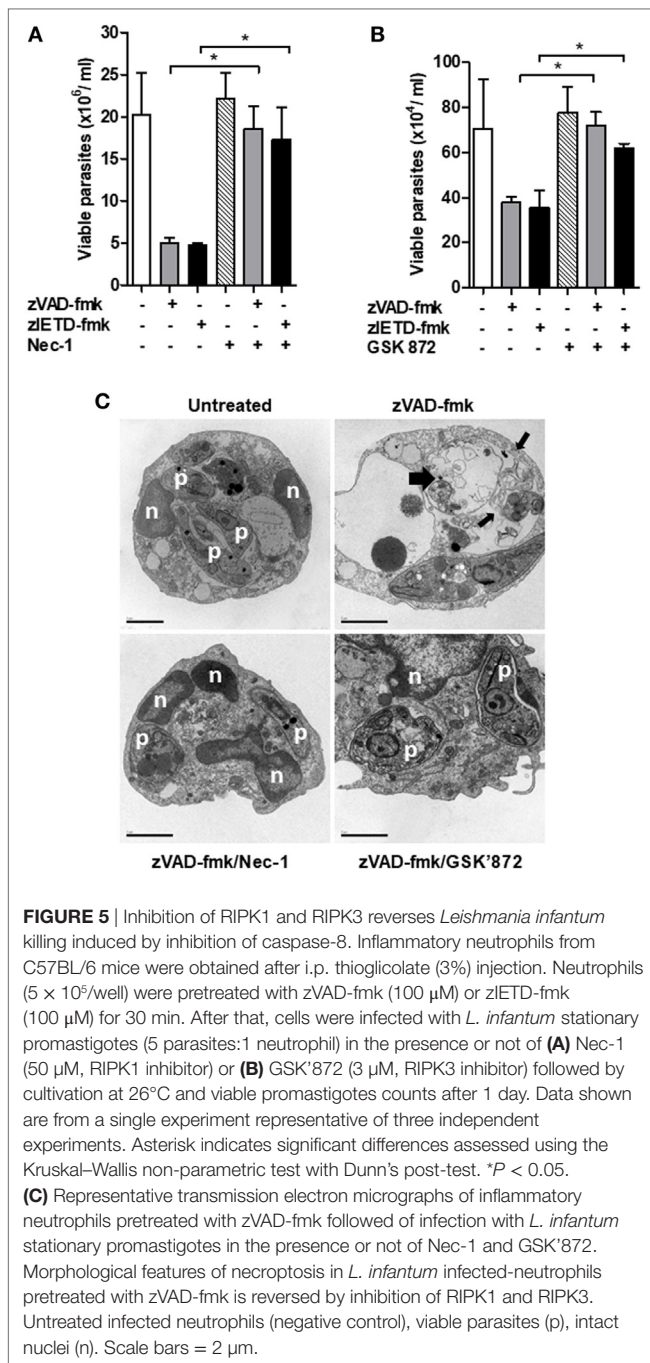 A
B
*
*
Viable parasites (x10⁶/ ml)
30
25
20
15
10
5
0
zVAD-fmk - + - - + -
zIETD-fmk - - + - - +
Nec-1 - - - + + +
*
*
Viable parasites (x10⁴/ ml)
100
80
60
40
20
0
zVAD-fmk - + - - + -
zIETD-fmk - - + - - +
GSK 872 - - - + + +
C
Untreated
zVAD-fmk
n
p
n
p
p
n
n
p
p
n
n
p
p
zVAD-fmk/Nec-1
zVAD-fmk/GSK'872
FIGURE 5 | Inhibition of RIPK1 and RIPK3 reverses Leishmania infantum
killing induced by inhibition of caspase-8. Inflammatory neutrophils from
C57BL/6 mice were obtained after i.p. thioglicolate (3%) injection. Neutrophils
(5 × 10⁵/well) were pretreated with zVAD-fmk (100 μM) or zIETD-fmk
(100 μM) for 30 min. After that, cells were infected with L. infantum stationary
promastigotes (5 parasites:1 neutrophil) in the presence or not of (A) Nec-1
(50 μM, RIPK1 inhibitor) or (B) GSK'872 (3 μM, RIPK3 inhibitor) followed by
cultivation at 26°C and viable promastigotes counts after 1 day. Data shown
are from a single experiment representative of three independent
experiments. Asterisk indicates significant differences assessed using the
Kruskal–Wallis non-parametric test with Dunn's post-test. *P < 0.05.
(C) Representative transmission electron micrographs of inflammatory
neutrophils pretreated with zVAD-fmk followed of infection with L. infantum
stationary promastigotes in the presence or not of Nec-1 and GSK'872.
Morphological features of necroptosis in L. infantum infected-neutrophils
pretreated with zVAD-fmk is reversed by inhibition of RIPK1 and RIPK3.
Untreated infected neutrophils (negative control), viable parasites (p), intact
nuclei (n). Scale bars = 2 μm.